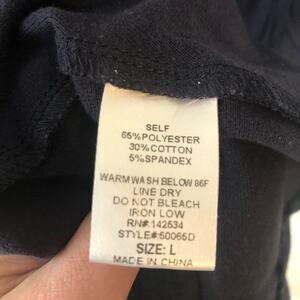 SELF
65%POLYESTER
30%COTTON
5%SPANDEX
WARM WASH BELOW 86F
LINE DRY
DO NOT BLEACH
IRON LOW
RN#:142534
STYLE#:50065D
SIZE: L
MADE IN CHINA